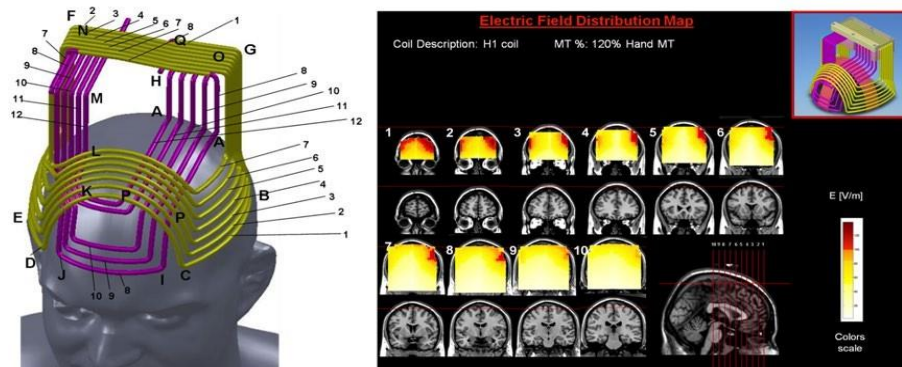 F 2 3 4
N 5 6 7 8 1
Q
G
7
8 O
H 8
9
9
10
10 A
M 11
11
12
12
A
L 7
6
5
K P B 4
E P 3
2
1
D
J I C
10 9 8
Electric Field Distribution Map
Coil Description: H1 coil MT %: 120% Hand MT
1 2 3 4 5 6
E [V/m]
7 8 9 10
Colors
scale